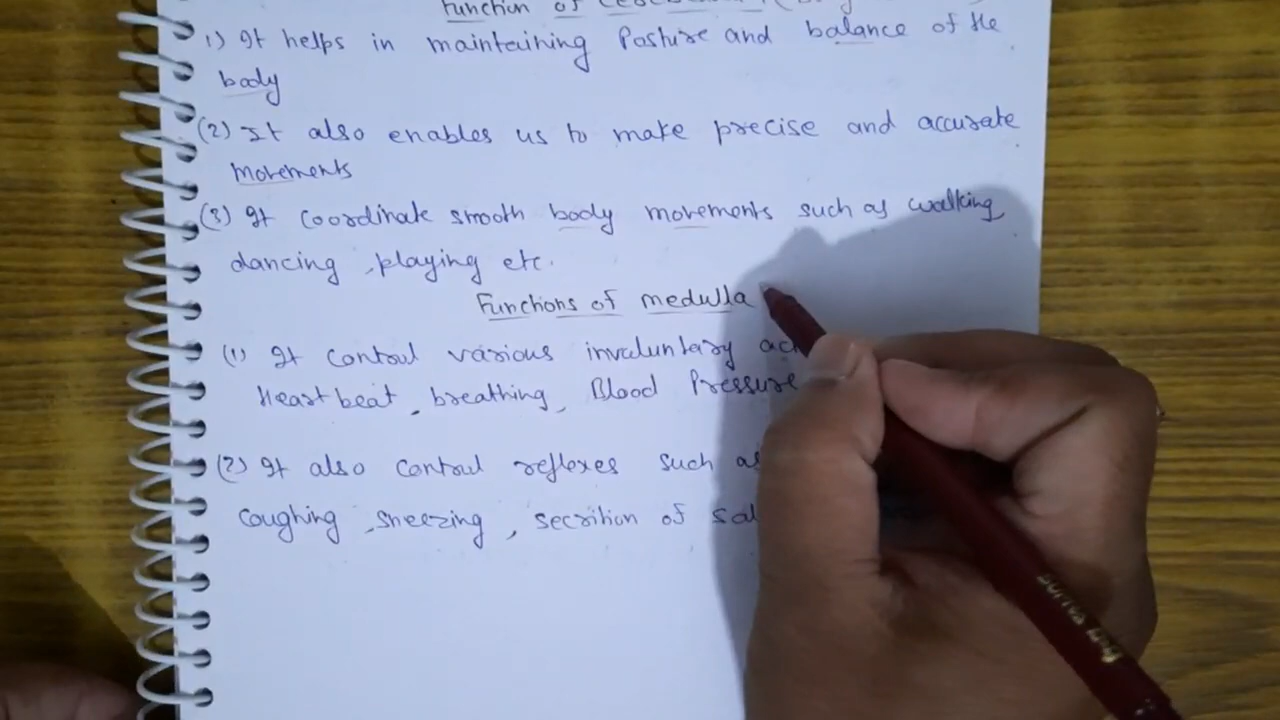 Function of
1) It helps in maintaining Posture and balance of the
body
(2) It also enables us to make precise and accurate
movements
(3) It Coordinate smooth body movements such as walking
dancing , playing etc.
Functions of medulla
(1) It Control various involuntary
Heart beat , breathing , Blood Pressure
(2) It also Control reflexes such as
Coughing , sneezing , secrition of